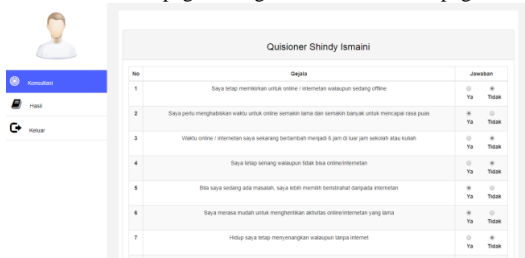 Quisioner Shindy Ismaini
Konsultasi
Hasil
Keluar
No Gejala Jawaban
1 Saya tetap memikirkan untuk online / internetan walaupun sedang offline Ya Tidak
2 Saya perlu menghabiskan waktu untuk online semakin lama dan semakin banyak untuk mencapai rasa puas Ya Tidak
3 Waktu online / internetan saya sekarang bertambah menjadi 6 jam di luar jam sekolah atau kuliah Ya Tidak
4 Saya tetap senang walaupun tidak bisa online/internetan Ya Tidak
5 Bila saya sedang ada masalah, saya lebih memilih beristirahat daripada internetan Ya Tidak
6 Saya merasa mudah untuk menghentikan aktivitas online/internetan yang lama Ya Tidak
7 Hidup saya tetap menyenangkan walaupun tanpa internet Ya Tidak